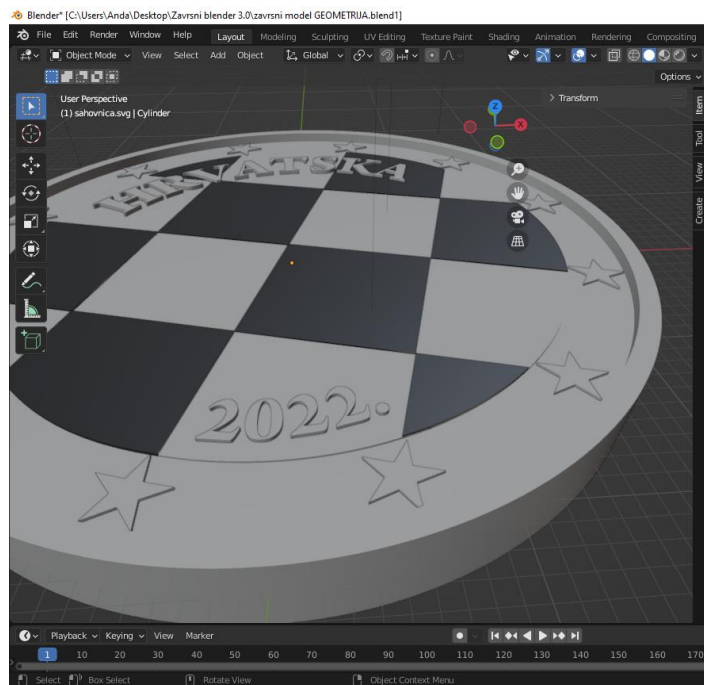 Blender* [C:\Users\Anda\Desktop\Zavrsni blender 3.0\zavrsni model GEOMETRIJA.blend1]
File Edit Render Window Help Layout Modeling Sculpting UV Editing Texture Paint Shading Animation Rendering Compositing
Object Mode View Select Add Object Global
Options
User Perspective
(1) sahovnica.svg | Cylinder
Transform
Item
Tool
View
Create
Z
X
HRVATSKA
2022.
Playback Keying View Marker
1 10 20 30 40 50 60 70 80 90 100 110 120 130 140 150 160 170
Select Box Select Rotate View Object Context Menu